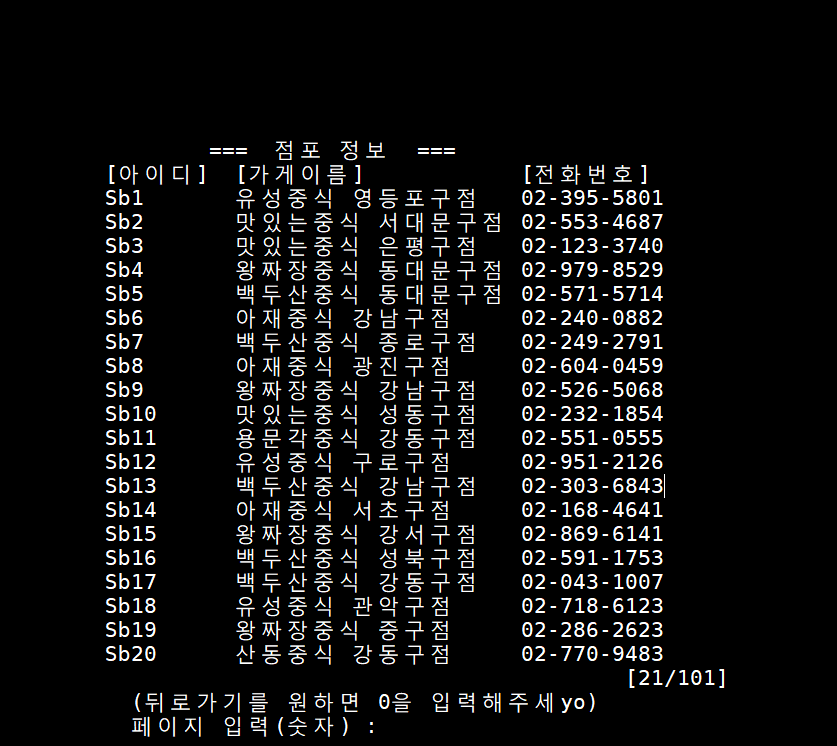 === 점포 정보 ===
[아이디] [가게이름] [전화번호]
Sb1 유성중식 영등포구점 02-395-5801
Sb2 맛있는중식 서대문구점 02-553-4687
Sb3 맛있는중식 은평구점 02-123-3740
Sb4 왕짜장중식 동대문구점 02-979-8529
Sb5 백두산중식 동대문구점 02-571-5714
Sb6 아재중식 강남구점 02-240-0882
Sb7 백두산중식 종로구점 02-249-2791
Sb8 아재중식 광진구점 02-604-0459
Sb9 왕짜장중식 강남구점 02-526-5068
Sb10 맛있는중식 성동구점 02-232-1854
Sb11 용문각중식 강동구점 02-551-0555
Sb12 유성중식 구로구점 02-951-2126
Sb13 백두산중식 강남구점 02-303-6843
Sb14 아재중식 서초구점 02-168-4641
Sb15 왕짜장중식 강서구점 02-869-6141
Sb16 백두산중식 성북구점 02-591-1753
Sb17 백두산중식 강동구점 02-043-1007
Sb18 유성중식 관악구점 02-718-6123
Sb19 왕짜장중식 중구점 02-286-2623
Sb20 산동중식 강동구점 02-770-9483
[21/101]
(뒤로가기를 원하면 0을 입력해주세yo)
페이지 입력(숫자) :